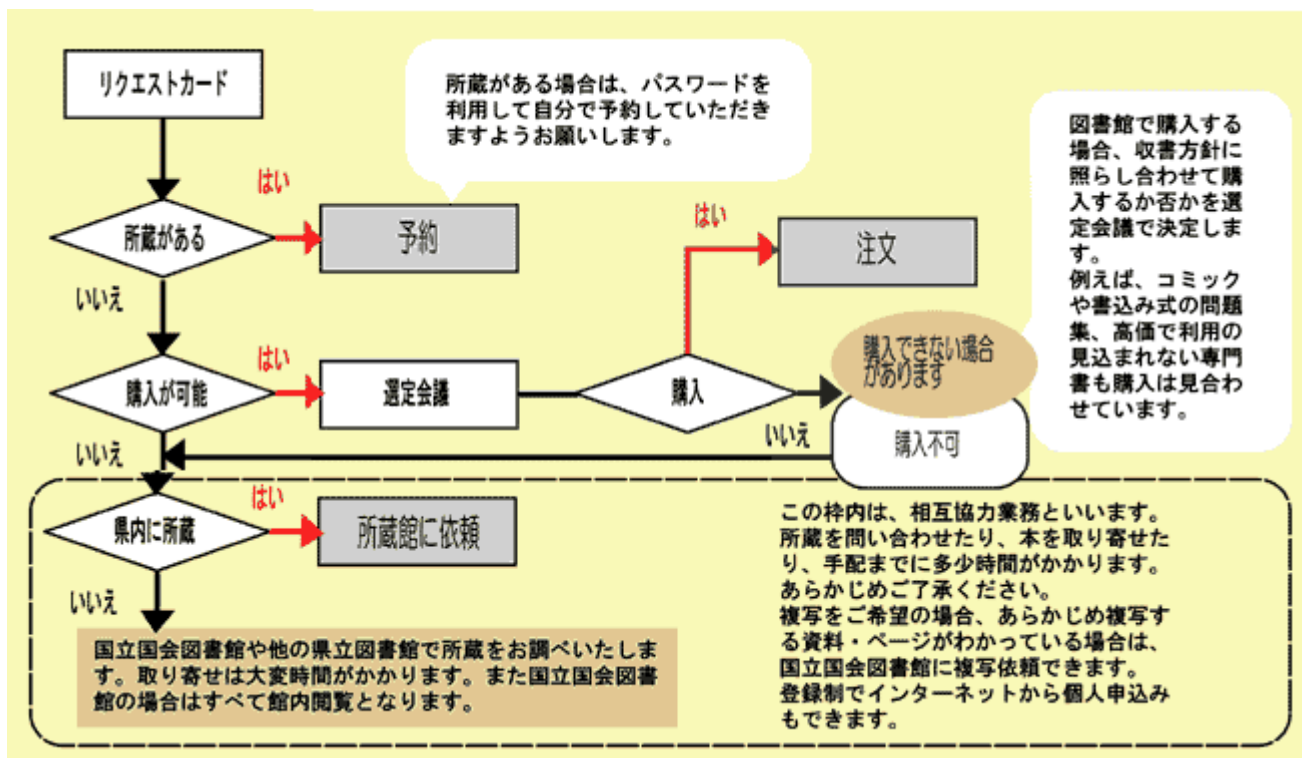 リクエストカード
所蔵がある場合は、パスワードを
利用して自分で予約していただき
ますようお願いします。
図書館で購入する
場合、収書方針に
照らし合わせて購
入するか否かを選
定会議で決定しま
す。
例えば、コミック
や書込み式の問題
集、高価で利用の
見込まれない専門
書も購入は見合わ
せています。
はい
所蔵がある
予約
いいえ
はい
注文
購入が可能
はい
選定会議
購入
購入できない場合
があります
いいえ
購入不可
いいえ
県内に所蔵
はい
所蔵館に依頼
いいえ
国立国会図書館や他の県立図書館で所蔵をお調べいたしま
す。取り寄せは大変時間がかかります。また国立国会図書
館の場合はすべて館内閲覧となります。
この枠内は、相互協力業務といいます。
所蔵を問い合わせたり、本を取り寄せた
り、手配までに多少時間がかかります。
あらかじめご了承ください。
複写をご希望の場合、あらかじめ複写す
る資料・ページがわかっている場合は、
国立国会図書館に複写依頼できます。
登録制でインターネットから個人申込み
もできます。